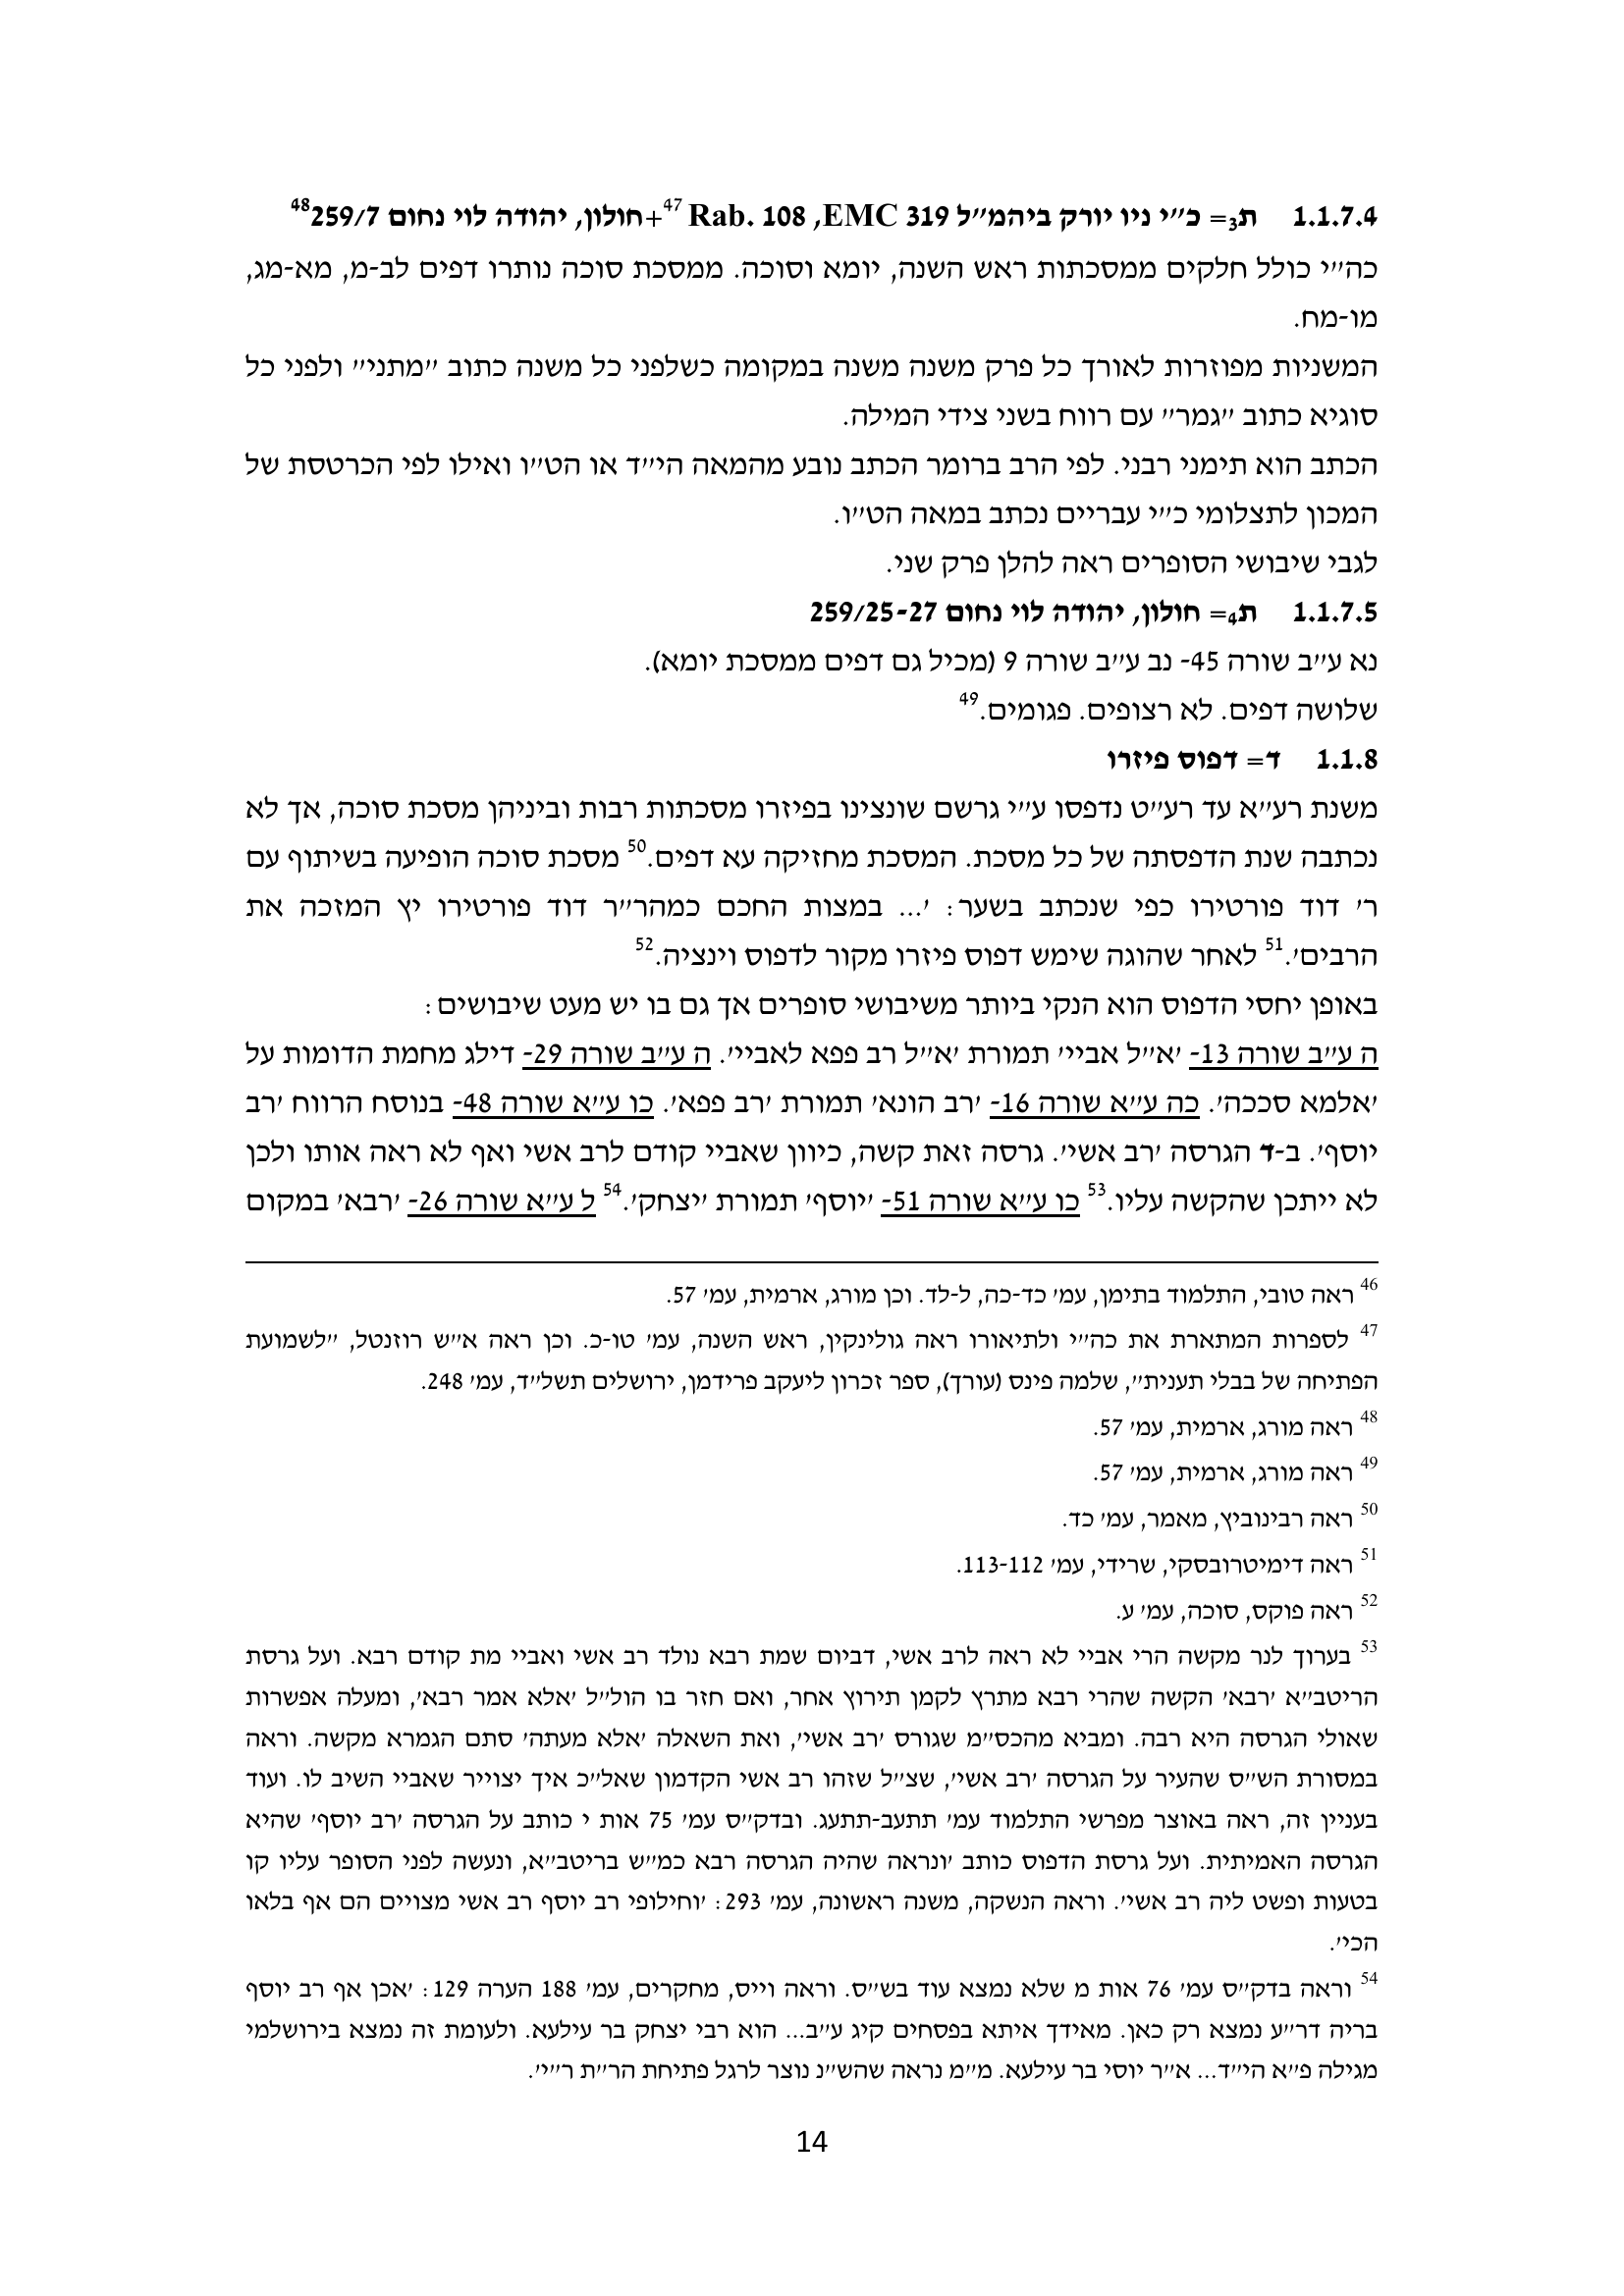 1.1.7.4 ת3= כ"י ניו יורק ביהמ"ל Rab. 108 ,EMC 319 47+חולון, יהודה לוי נחום 259/7 48
כה"י כולל חלקים ממסכתות ראש השנה, יומא וסוכה. ממסכת סוכה נותרו דפים לב-מ, מא-מג,
מו-מח.
המשניות מפוזרות לאורך כל פרק משנה משנה במקומה כשלפני כל משנה כתוב "מתני" ולפני כל
סוגיא כתוב "גמר" עם רווח בשני צידי המילה.
הכתב הוא תימני רבני. לפי הרב ברומר הכתב נובע מהמאה הי"ד או הט"ו ואילו לפי הכרטסת של
המכון לתצלומי כ"י עבריים נכתב במאה הט"ו.
לגבי שיבושי הסופרים ראה להלן פרק שני.
1.1.7.5 ת4= חולון, יהודה לוי נחום 259/25-27
נא ע"ב שורה 45- נב ע"ב שורה 9 (מכיל גם דפים ממסכת יומא).
שלושה דפים. לא רצופים. פגומים.49
1.1.8 ד= דפוס פיזרו
משנת רע"א עד רע"ט נדפסו ע"י גרשם שונצינו בפיזרו מסכתות רבות וביניהן מסכת סוכה, אך לא
נכתבה שנת הדפסתה של כל מסכת. המסכת מחזיקה עא דפים.50 מסכת סוכה הופיעה בשיתוף עם
ר' דוד פורטירו כפי שנכתב בשער: '... במצות החכם כמהר"ר דוד פורטירו יץ המזכה את
הרבים'.51 לאחר שהוגה שימש דפוס פיזרו מקור לדפוס וינציה.52
באופן יחסי הדפוס הוא הנקי ביותר משיבושי סופרים אך גם בו יש מעט שיבושים:
ה ע"ב שורה 13- 'א"ל אביי' תמורת 'א"ל רב פפא לאביי'. ה ע"ב שורה 29- דילג מחמת הדומות על
'אלמא סככה'. כה ע"א שורה 16- 'רב הונא' תמורת 'רב פפא'. כו ע"א שורה 48- בנוסח הרווח 'רב
יוסף'. ב-ד הגרסה 'רב אשי'. גרסה זאת קשה, כיוון שאביי קודם לרב אשי ואף לא ראה אותו ולכן
לא ייתכן שהקשה עליו.53 כו ע"א שורה 51- 'יוסף' תמורת 'יצחק'.54 ל ע"א שורה 26- 'רבא' במקום
46 ראה טובי, התלמוד בתימן, עמ' כד-כה, ל-לד. וכן מורג, ארמית, עמ' 57.
47 לספרות המתארת את כה"י ולתיאורו ראה גולינקין, ראש השנה, עמ' טו-כ. וכן ראה א"ש רוזנטל, "לשמועת
הפתיחה של בבלי תענית", שלמה פינס (עורך), ספר זכרון ליעקב פרידמן, ירושלים תשל"ד, עמ' 248.
48 ראה מורג, ארמית, עמ' 57.
49 ראה מורג, ארמית, עמ' 57.
50 ראה רבינוביץ, מאמר, עמ' כד.
51 ראה דימיטרובסקי, שרידי, עמ' 113-112.
52 ראה פוקס, סוכה, עמ' ע.
53 בערוך לנר מקשה הרי אביי לא ראה לרב אשי, דביום שמת רבא נולד רב אשי ואביי מת קודם רבא. ועל גרסת
הריטב"א 'רבא' הקשה שהרי רבא מתרץ לקמן תירוץ אחר, ואם חזר בו הול"ל 'אלא אמר רבא', ומעלה אפשרות
שאולי הגרסה היא רבה. ומביא מהכס"מ שגורס 'רב אשי', ואת השאלה 'אלא מעתה' סתם הגמרא מקשה. וראה
במסורת הש"ס שהעיר על הגרסה 'רב אשי', שצ"ל שזהו רב אשי הקדמון שאל"כ איך יצוייר שאביי השיב לו. ועוד
בעניין זה, ראה באוצר מפרשי התלמוד עמ' תתעב-תתעג. ובדק"ס עמ' 75 אות י כותב על הגרסה 'רב יוסף' שהיא
הגרסה האמיתית. ועל גרסת הדפוס כותב 'ונראה שהיה הגרסה רבא כמ"ש בריטב"א, ונעשה לפני הסופר עליו קו
בטעות ופשט ליה רב אשי'. וראה הנשקה, משנה ראשונה, עמ' 293: 'וחילופי רב יוסף רב אשי מצויים הם אף בלאו
הכי'.
54 וראה בדק"ס עמ' 76 אות מ שלא נמצא עוד בש"ס. וראה וייס, מחקרים, עמ' 188 הערה 129: 'אכן אף רב יוסף
בריה דר"ע נמצא רק כאן. מאידך איתא בפסחים קיג ע"ב... הוא רבי יצחק בר עילעא. ולעומת זה נמצא בירושלמי
מגילה פ"א הי"ד... א"ר יוסי בר עילעא. מ"מ נראה שהש"נ נוצר לרגל פתיחת הר"ת ר"י'.
14